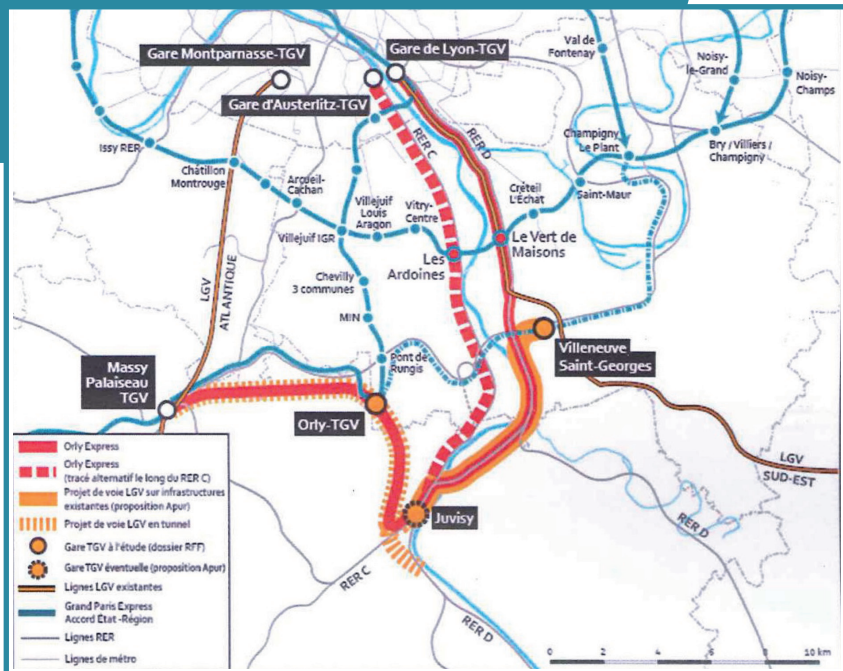 Gare Montparnasse-TGV
Gare de Lyon-TGV
Gare d'Austerlitz-TGV
Val de
Fontenay
Noisy-
le-Grand
Noisy-
Champs
Issy RER
Châtillon
Montrouge
Arcueil-
Cachan
Villejuif IGR
Villejuif
Louis
Aragon
Vitry-
Centre
RER C
RER D
Créteil
L'Échat
Champigny
Le Plant
Saint-Maur
Bry / Villiers /
Champigny
Les
Ardoines
Le Vert de
Maisons
Chevilly
3 communes
MIN
Pont de
Rungis
LGV
ATLANTIQUE
Massy
Palaiseau
TGV
Orly-TGV
Villeneuve
Saint-Georges
Juvisy
LGV
SUD-EST
RER D
RER C
RER D
Orly Express
Orly Express
(tracé alternatif le long du RER C)
Projet de voie LGV sur infrastructures
existantes (proposition Apur)
Projet de voie LGV en tunnel
Gare TGV à l'étude (dossier RFF)
Gare TGV éventuelle (proposition Apur)
Lignes LGV existantes
Grand Paris Express
Accord État -Région
Lignes RER
Lignes de métro
0 2 4 6 8 10 km